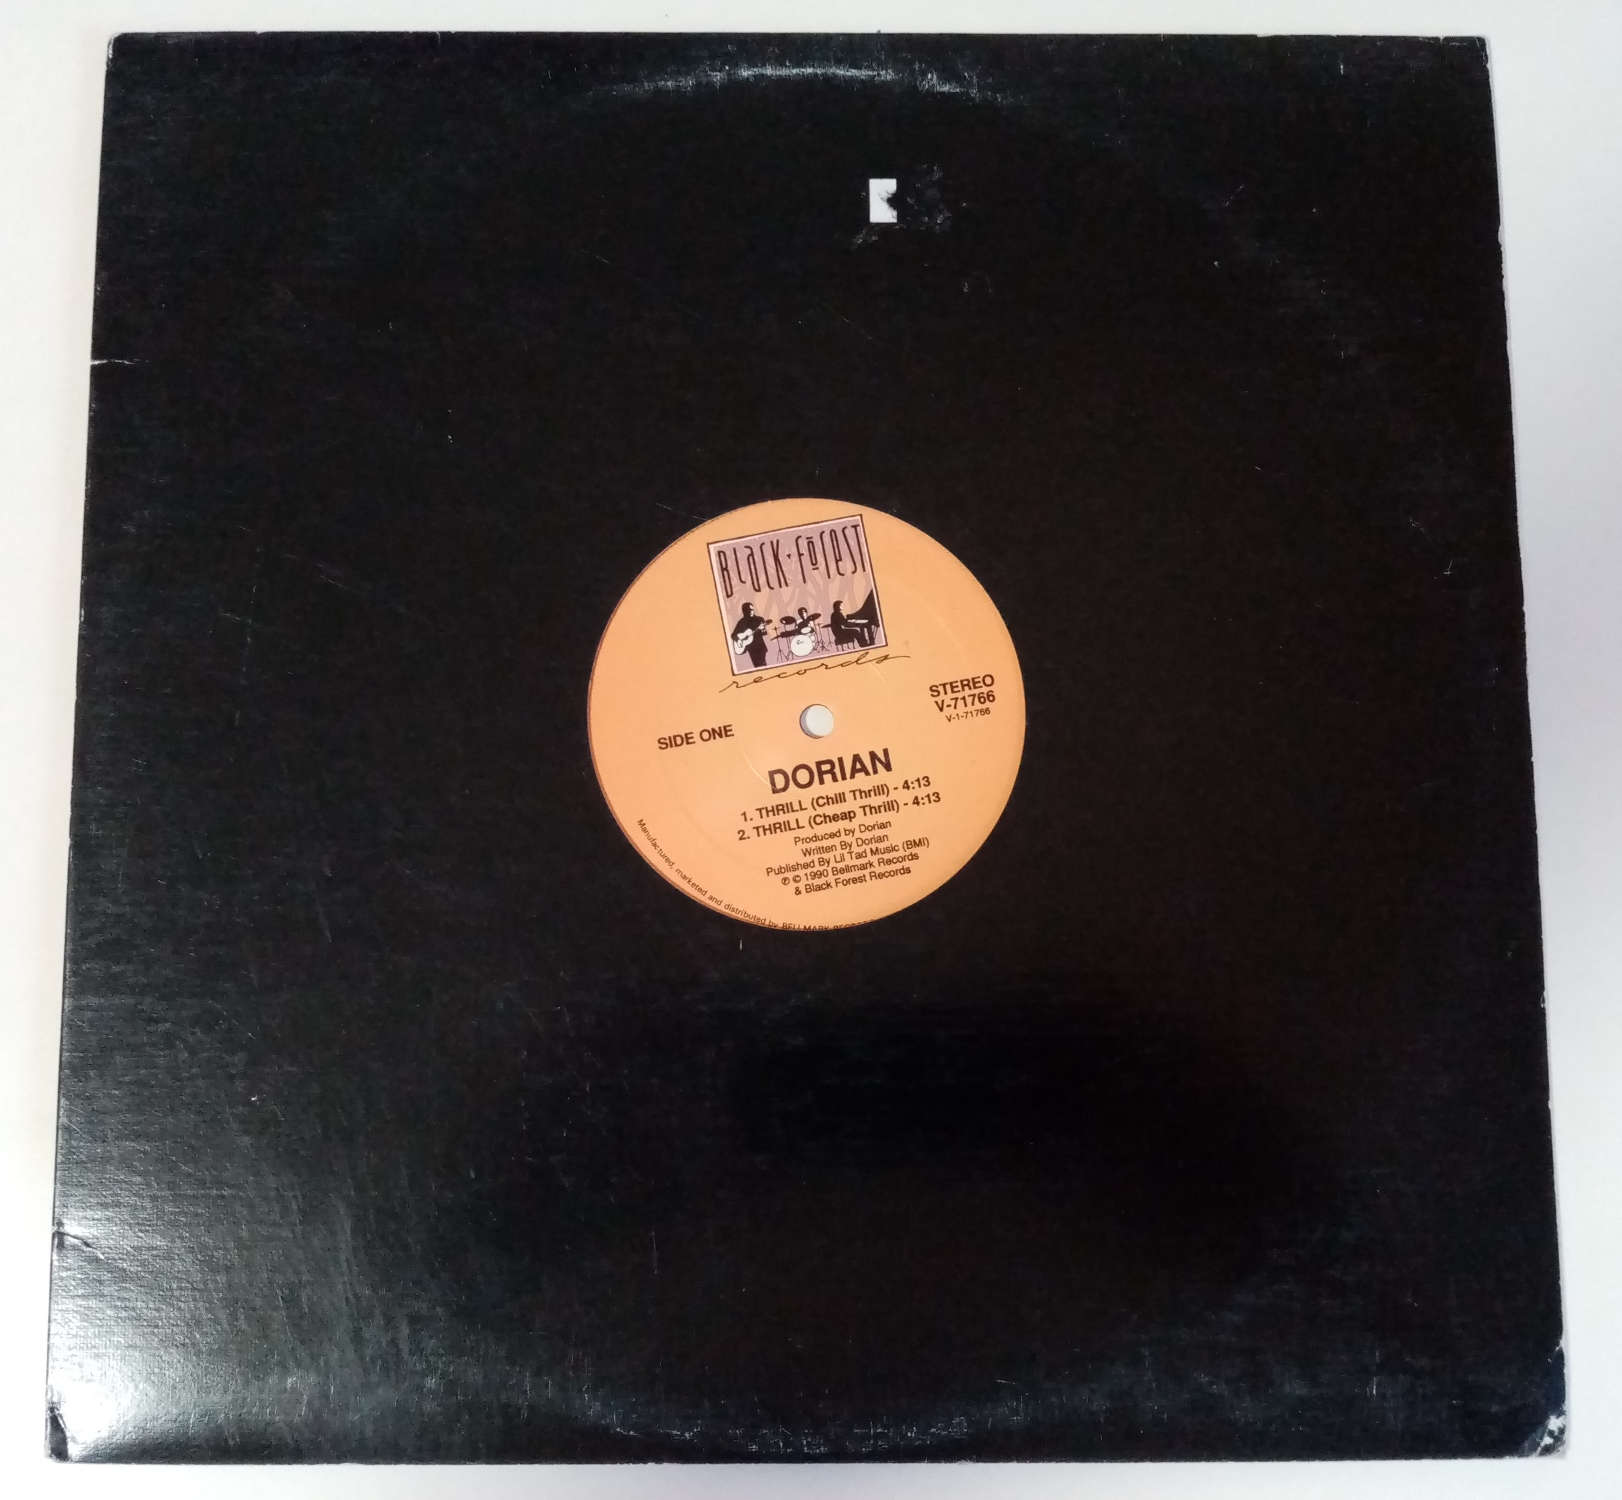 BLACK FOREST
records
STEREO
V-71766
V-1-71766
SIDE ONE
DORIAN
1. THRILL (Chill Thrill) - 4:13
2. THRILL (Cheap Thrill) - 4:13
Produced by Dorian
Written By Dorian
Published By Lil Tad Music (BMI)
℗ © 1990 Bellmark Records
& Black Forest Records
Manufactured, marketed and distributed by BELLMARK